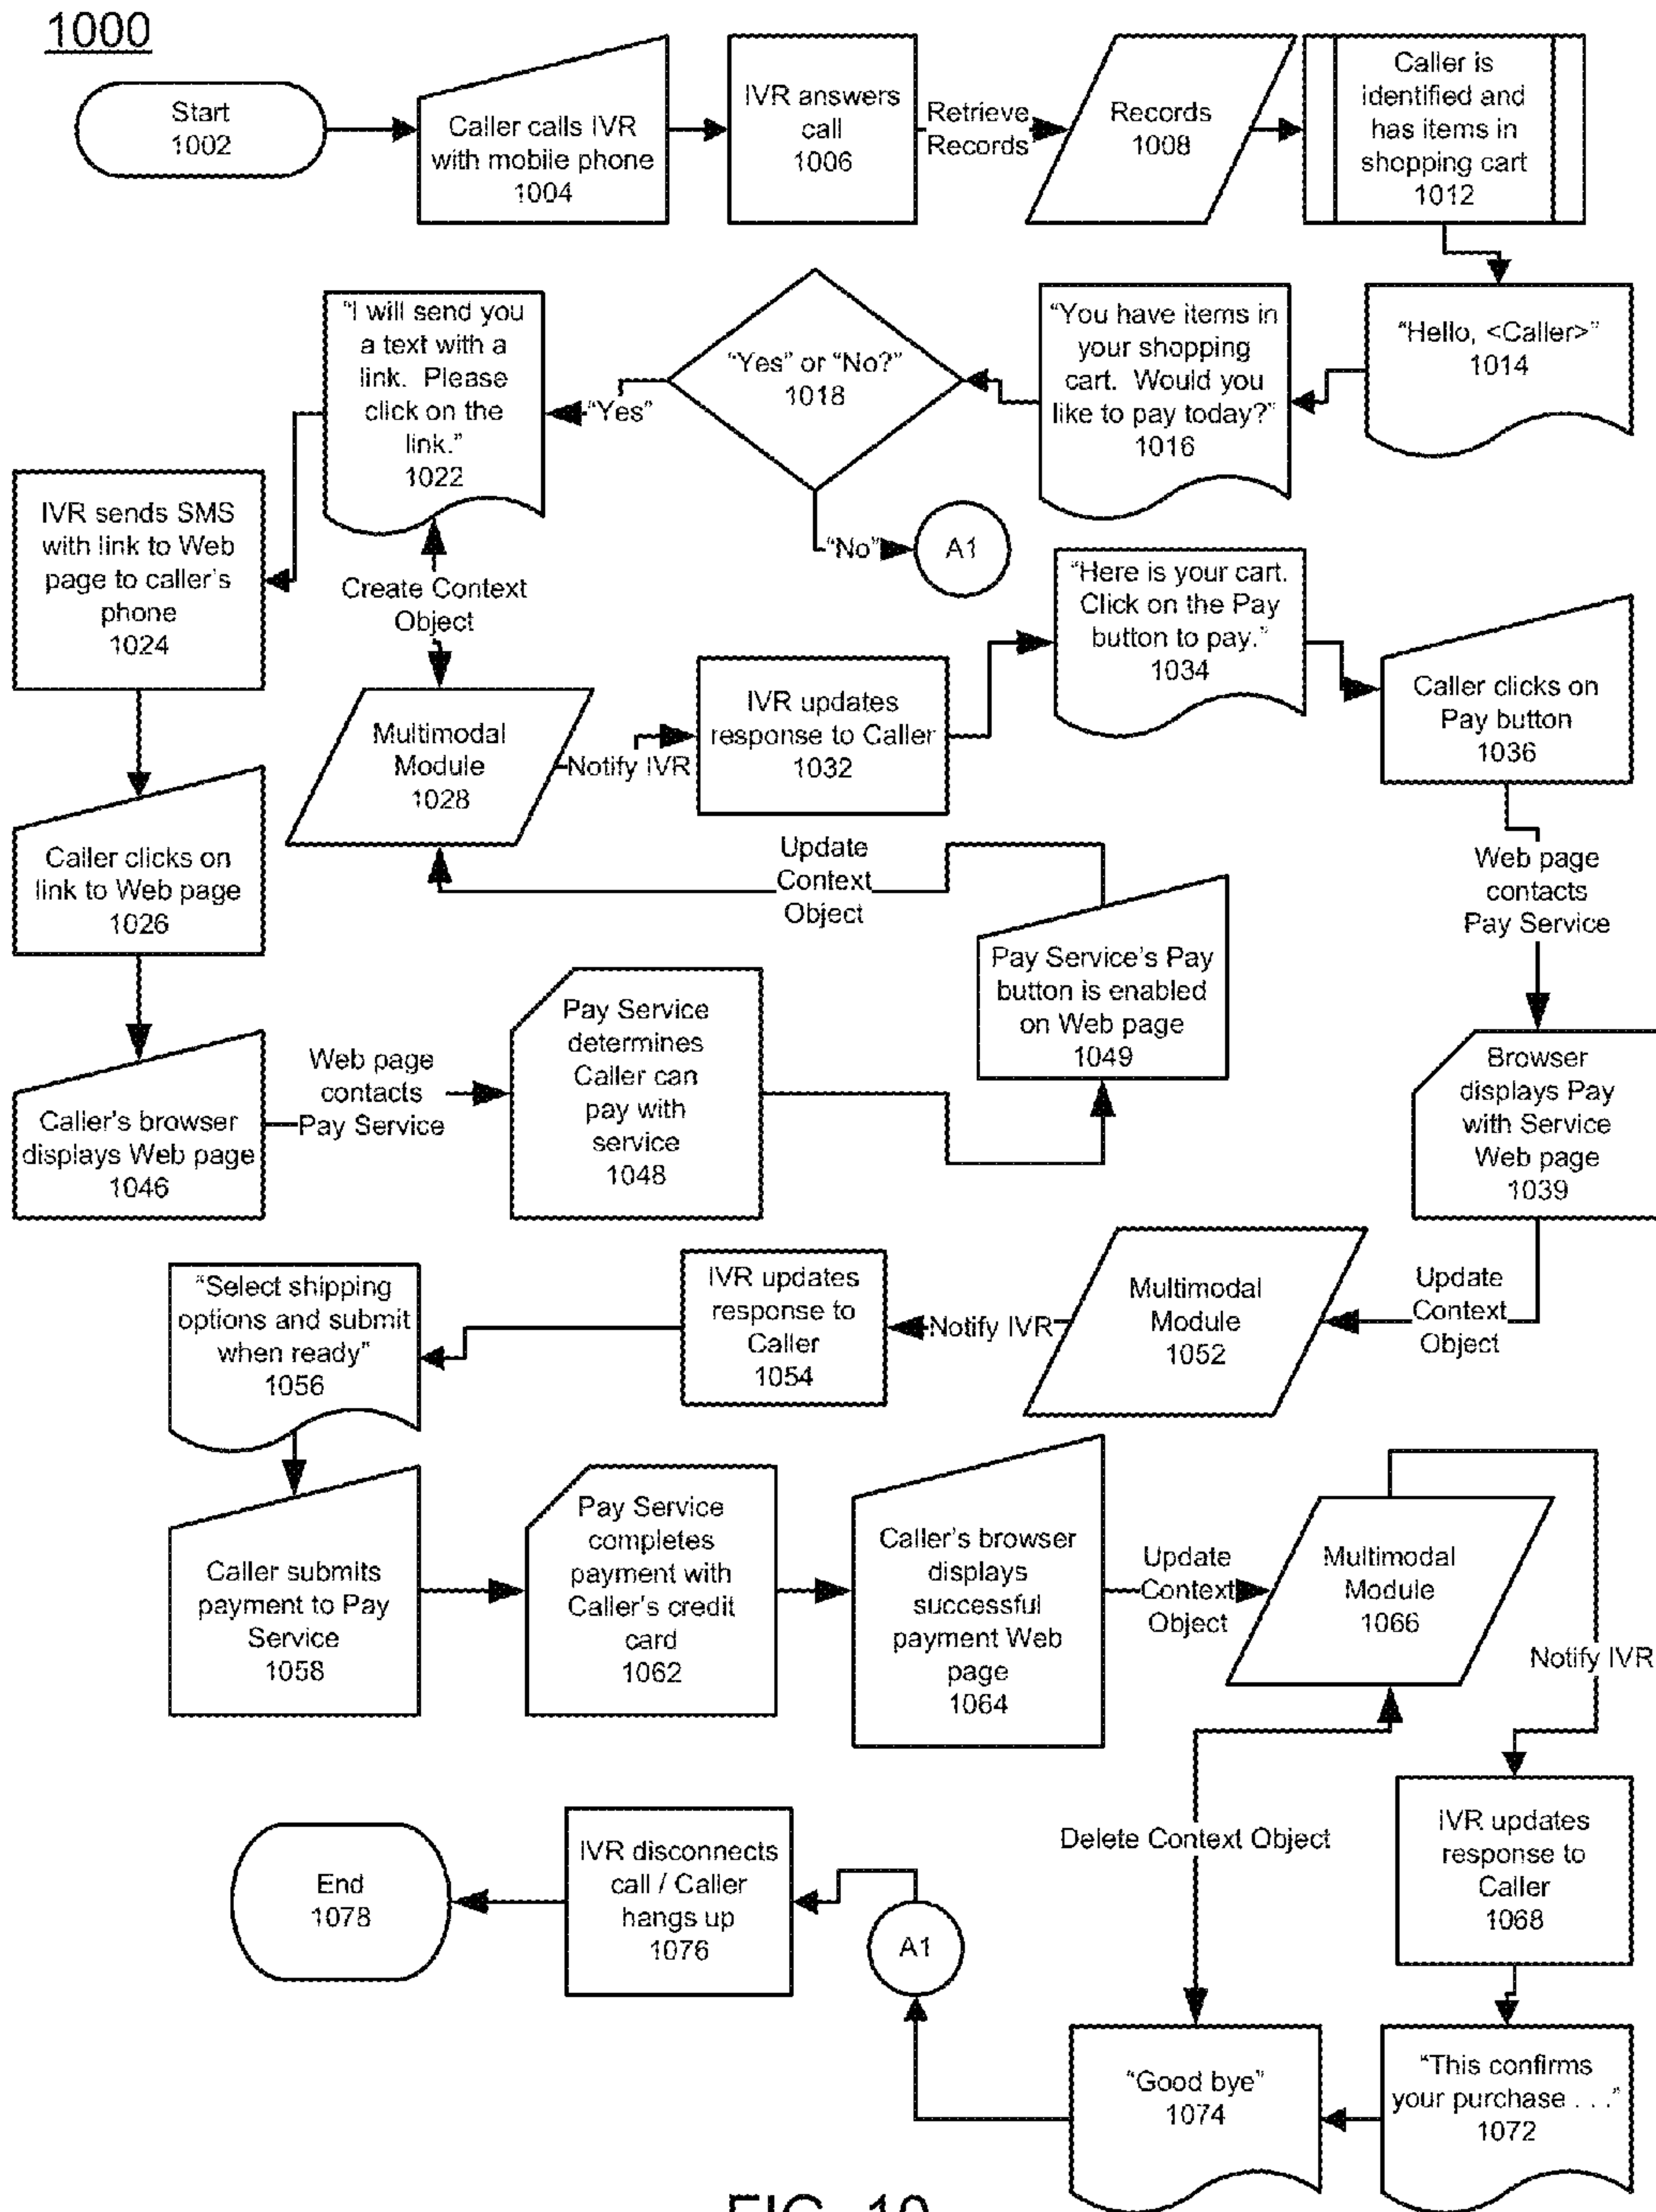 1000
Start
1002
Caller calls IVR
with mobile phone
1004
IVR answers
call
1006
Retrieve
Records
Records
1008
Caller is
identified and
has items in
shopping cart
1012
"Hello, <Caller>"
1014
"You have items in
your shopping
cart. Would you
like to pay today?"
1016
"Yes" or "No?"
1018
"Yes"
"No"
A1
"I will send you
a text with a
link. Please
click on the
link."
1022
IVR sends SMS
with link to Web
page to caller's
phone
1024
Create Context
Object
Multimodal
Module
1028
Notify IVR
IVR updates
response to Caller
1032
"Here is your cart.
Click on the Pay
button to pay."
1034
Caller clicks on
Pay button
1036
Caller clicks on
link to Web page
1026
Update
Context
Object
Web page
contacts
Pay Service
Caller's browser
displays Web page
1046
Web page
contacts
Pay Service
Pay Service
determines
Caller can
pay with
service
1048
Pay Service's Pay
button is enabled
on Web page
1049
Browser
displays Pay
with Service
Web page
1039
Update
Context
Object
Multimodal
Module
1052
Notify IVR
IVR updates
response to
Caller
1054
"Select shipping
options and submit
when ready"
1056
Caller submits
payment to Pay
Service
1058
Pay Service
completes
payment with
Caller's credit
card
1062
Caller's browser
displays
successful
payment Web
page
1064
Update
Context
Object
Multimodal
Module
1066
Notify IVR
Delete Context Object
IVR updates
response to
Caller
1068
"This confirms
your purchase . . ."
1072
"Good bye"
1074
A1
IVR disconnects
call / Caller
hangs up
1076
End
1078
FIG. 10